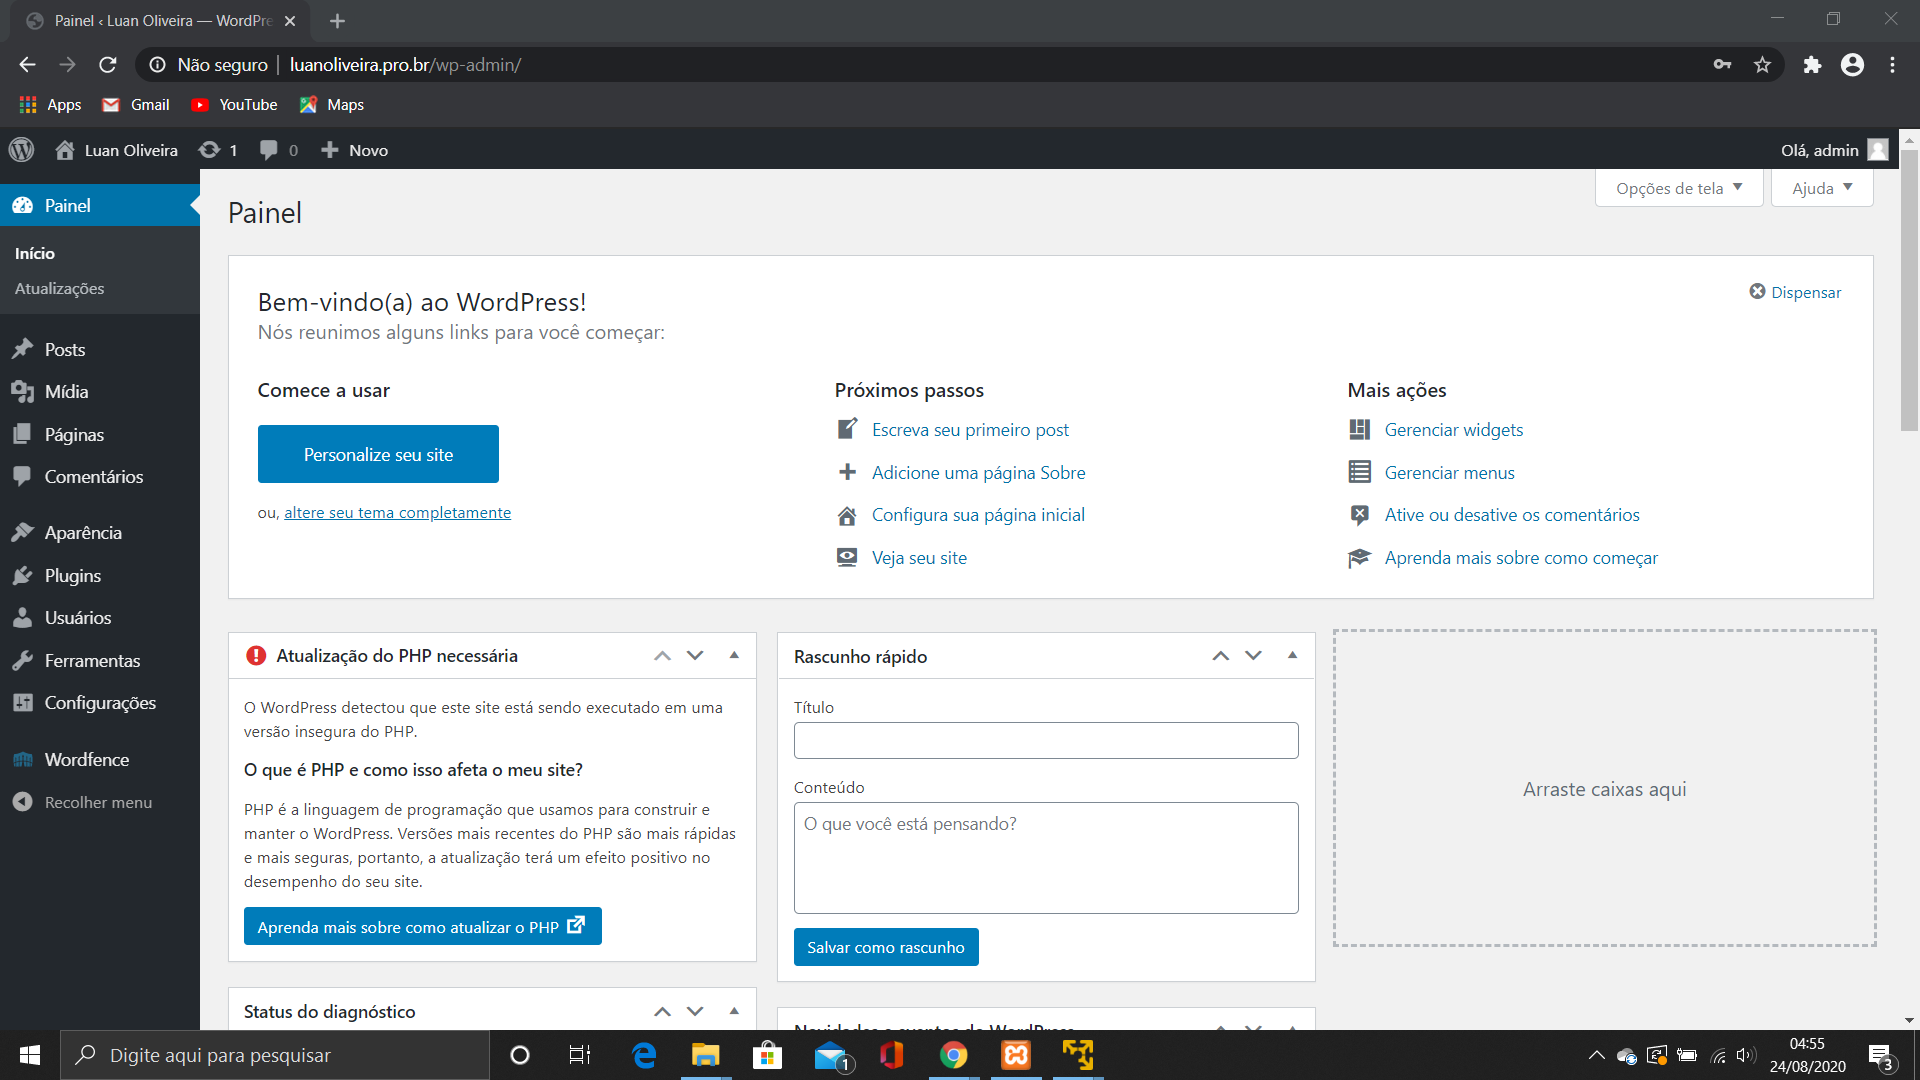 Painel ‹ Luan Oliveira — WordPre
Não seguro | luanoliveira.pro.br/wp-admin/
Apps Gmail YouTube Maps
Luan Oliveira 1 0 Novo
Olá, admin
Opções de tela
Ajuda
Painel
Início
Atualizações
Posts
Mídia
Páginas
Comentários
Aparência
Plugins
Usuários
Ferramentas
Configurações
Wordfence
Recolher menu
Painel
Bem-vindo(a) ao WordPress!
Nós reunimos alguns links para você começar:
Dispensar
Comece a usar
Personalize seu site
ou, altere seu tema completamente
Próximos passos
Escreva seu primeiro post
Adicione uma página Sobre
Configura sua página inicial
Veja seu site
Mais ações
Gerenciar widgets
Gerenciar menus
Ative ou desative os comentários
Aprenda mais sobre como começar
Atualização do PHP necessária
O WordPress detectou que este site está sendo executado em uma
versão insegura do PHP.
O que é PHP e como isso afeta o meu site?
PHP é a linguagem de programação que usamos para construir e
manter o WordPress. Versões mais recentes do PHP são mais rápidas
e mais seguras, portanto, a atualização terá um efeito positivo no
desempenho do seu site.
Aprenda mais sobre como atualizar o PHP
Status do diagnóstico
Rascunho rápido
Título
Conteúdo
O que você está pensando?
Salvar como rascunho
Novidades e eventos do WordPress
Arraste caixas aqui
Digite aqui para pesquisar
1
04:55
24/08/2020
3